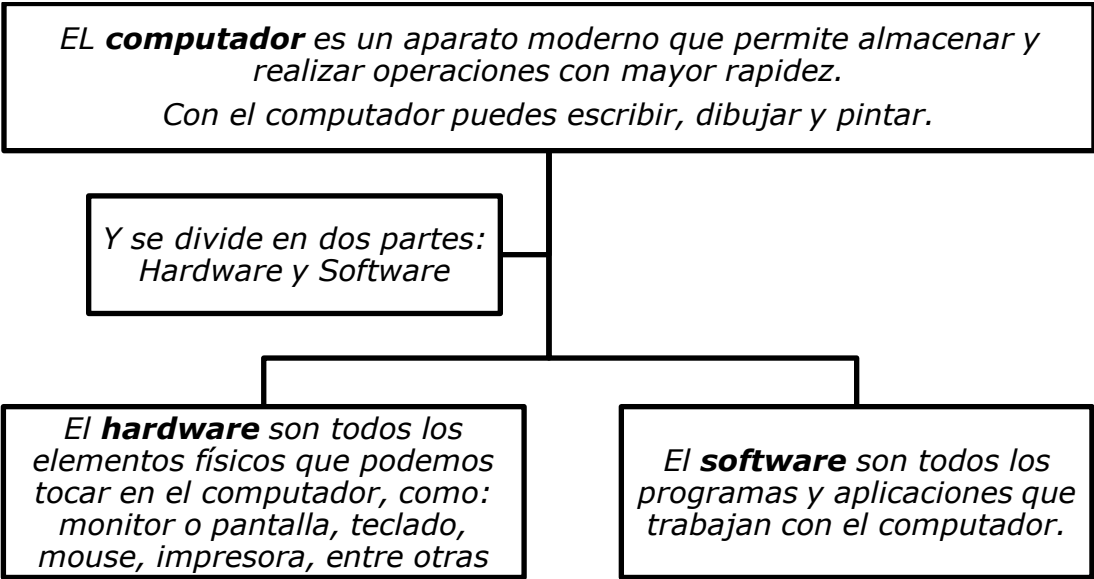 EL computador es un aparato moderno que permite almacenar y
realizar operaciones con mayor rapidez.
Con el computador puedes escribir, dibujar y pintar.
Y se divide en dos partes:
Hardware y Software
El hardware son todos los
elementos físicos que podemos
tocar en el computador, como:
monitor o pantalla, teclado,
mouse, impresora, entre otras
El software son todos los
programas y aplicaciones que
trabajan con el computador.